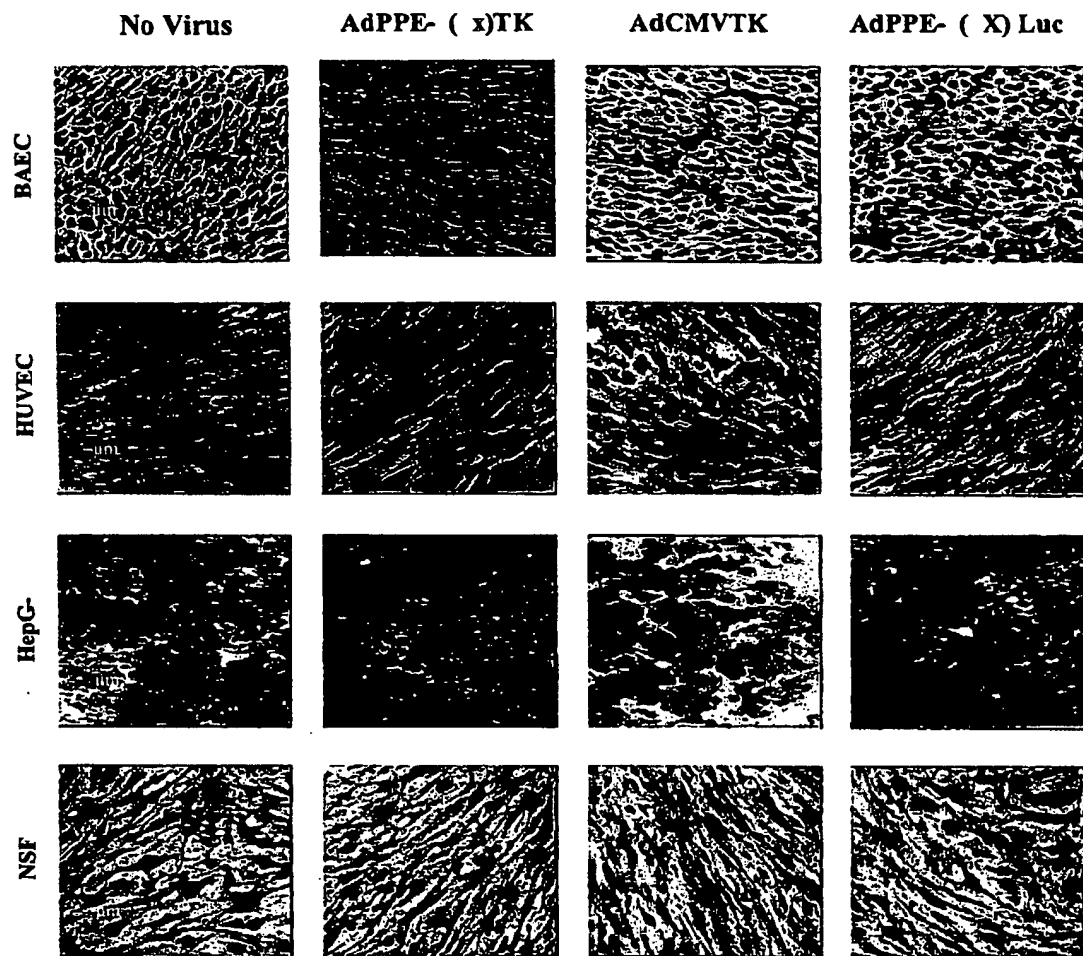 No Virus AdPPE- ( x)TK AdCMVTK AdPPE- ( X) Luc
BAEC
HUVEC
HepG-
NSF